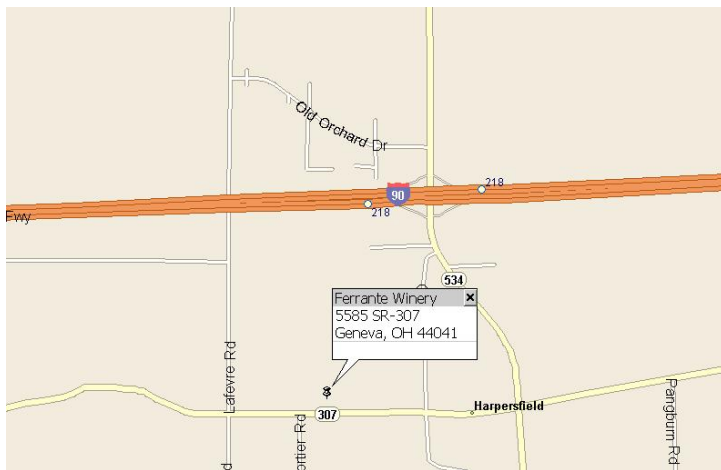 Old Orchard Dr
218
90
218
Fwy
534
Ferrante Winery
5585 SR-307
Geneva, OH 44041
Lafevre Rd
Harpersfield
307
ortier Rd
Pangburn Rd
d